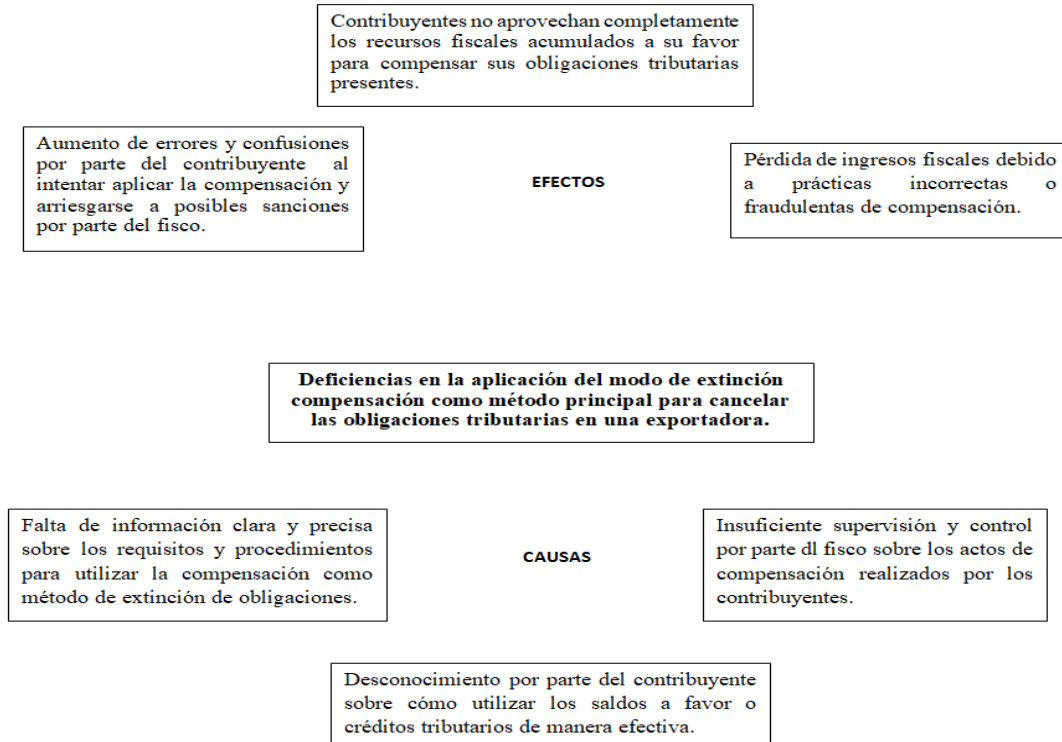 Contribuyentes no aprovechan completamente
los recursos fiscales acumulados a su favor
para compensar sus obligaciones tributarias
presentes.
Aumento de errores y confusiones
por parte del contribuyente al
intentar aplicar la compensación y
arriesgarse a posibles sanciones
por parte del fisco.
EFECTOS
Pérdida de ingresos fiscales debido
a prácticas incorrectas o
fraudulentas de compensación.
Deficiencias en la aplicación del modo de extinción
compensación como método principal para cancelar
las obligaciones tributarias en una exportadora.
Falta de información clara y precisa
sobre los requisitos y procedimientos
para utilizar la compensación como
método de extinción de obligaciones.
CAUSAS
Insuficiente supervisión y control
por parte dl fisco sobre los actos de
compensación realizados por los
contribuyentes.
Desconocimiento por parte del contribuyente
sobre cómo utilizar los saldos a favor o
créditos tributarios de manera efectiva.